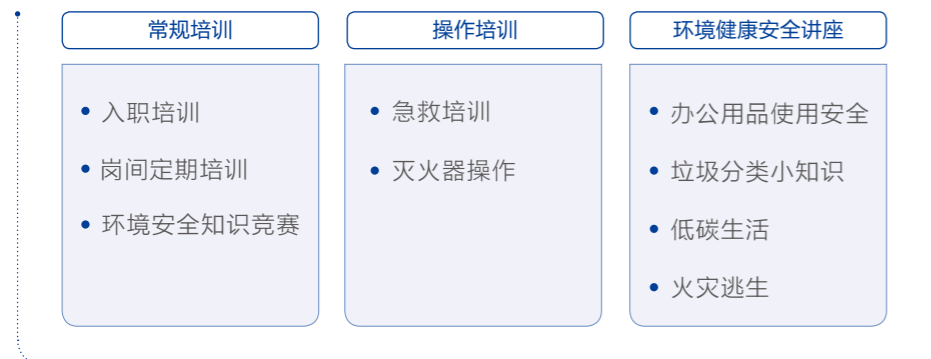 常规培训
入职培训
岗间定期培训
环境安全知识竞赛
操作培训
急救培训
灭火器操作
环境健康安全讲座
办公用品使用安全
垃圾分类小知识
低碳生活
火灾逃生